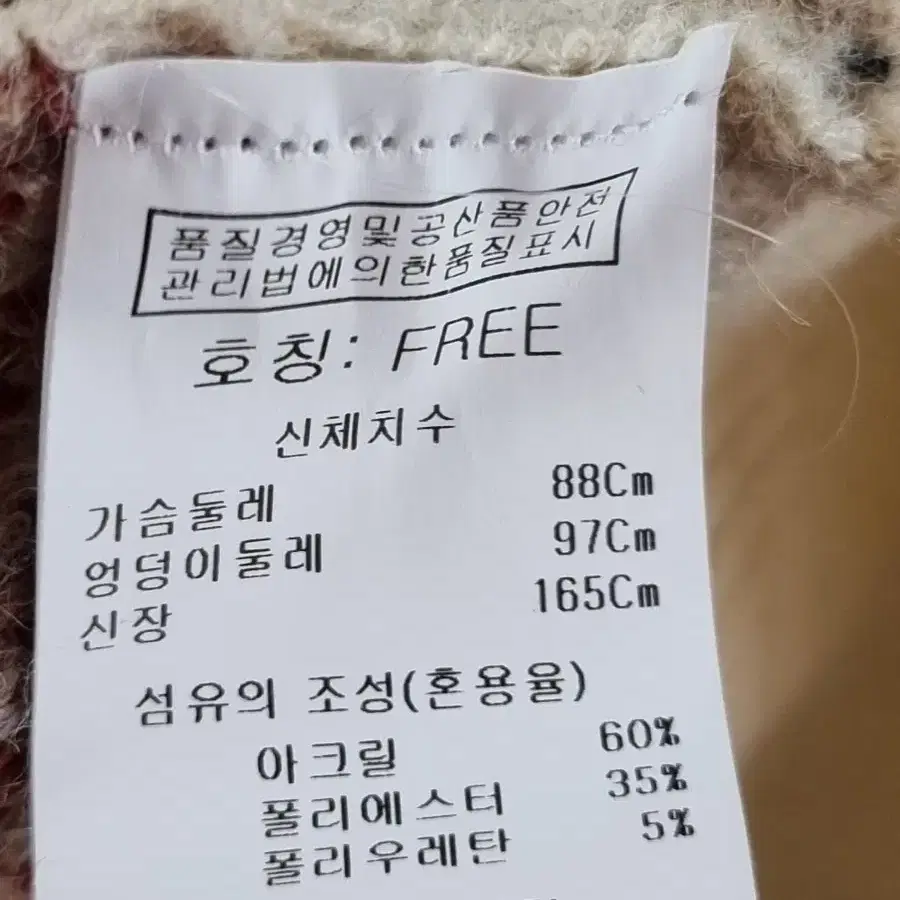 품질경영및공산품안전
관리법에의한품질표시
호칭: FREE
신체치수
가슴둘레 88Cm
엉덩이둘레 97Cm
신장 165Cm
섬유의 조성(혼용율)
아크릴 60%
폴리에스터 35%
폴리우레탄 5%